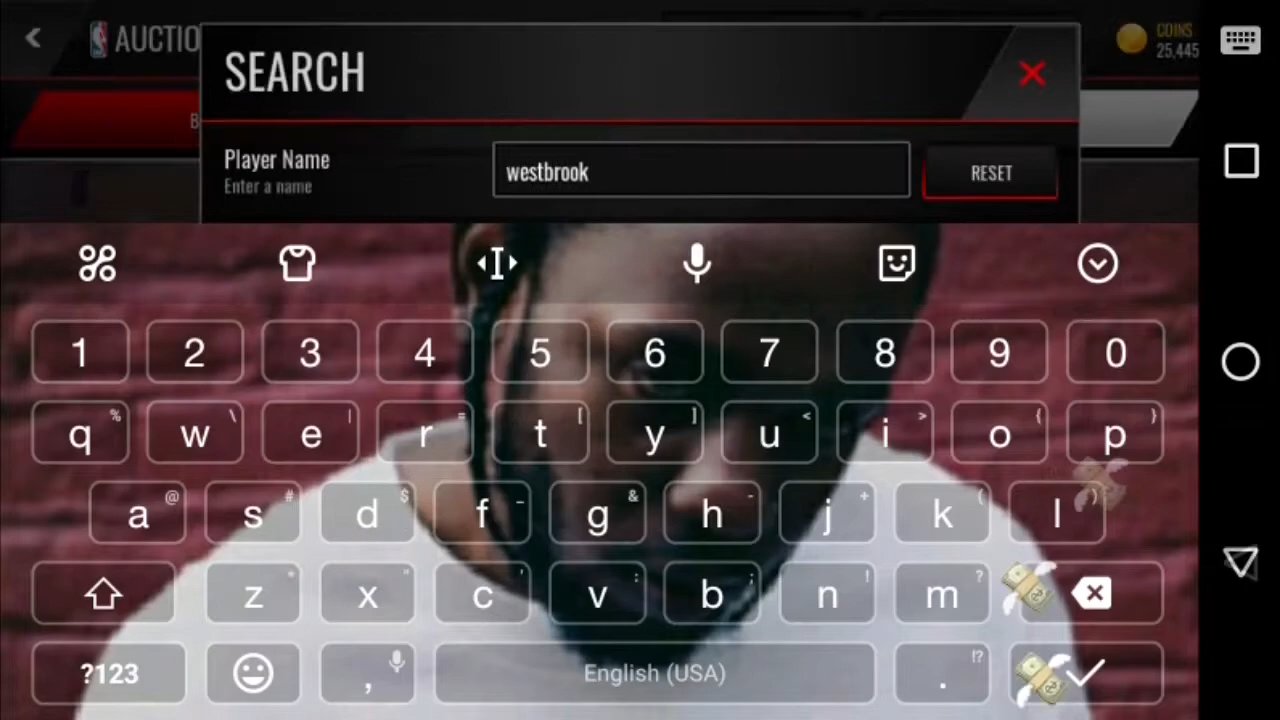 AUCTIO
SEARCH
COINS
25,445
B
Player Name
Enter a name
westbrook
RESET
1 2 3 4 5 6 7 8 9 0
% \ | = [ ] < > { }
q w e r t y u i o p
@ # $ _ & - + ( )
a s d f g h j k l
* " ' : ; ! ?
z x c v b n m
!?
?123 , English (USA) .